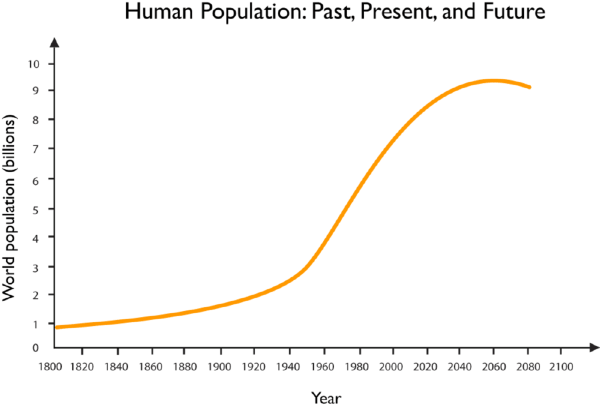 Human Population: Past, Present, and Future
World population (billions)
10
9
8
7
6
5
4
3
2
1
0
1800 1820 1840 1860 1880 1900 1920 1940 1960 1980 2000 2020 2040 2060 2080 2100
Year